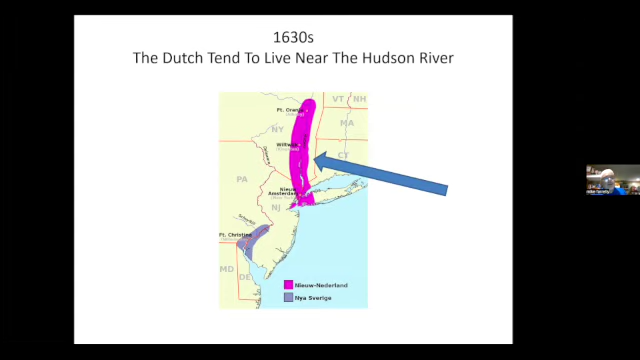 1630s
The Dutch Tend To Live Near The Hudson River
VT
NH
Ft. Oranje
NY
MA
Wiltwijk
CT
PA
Nieuw
Amsterdam
NJ
Ft. Christina
MD
DE
Nieuw-Nederland
Nya Sverige